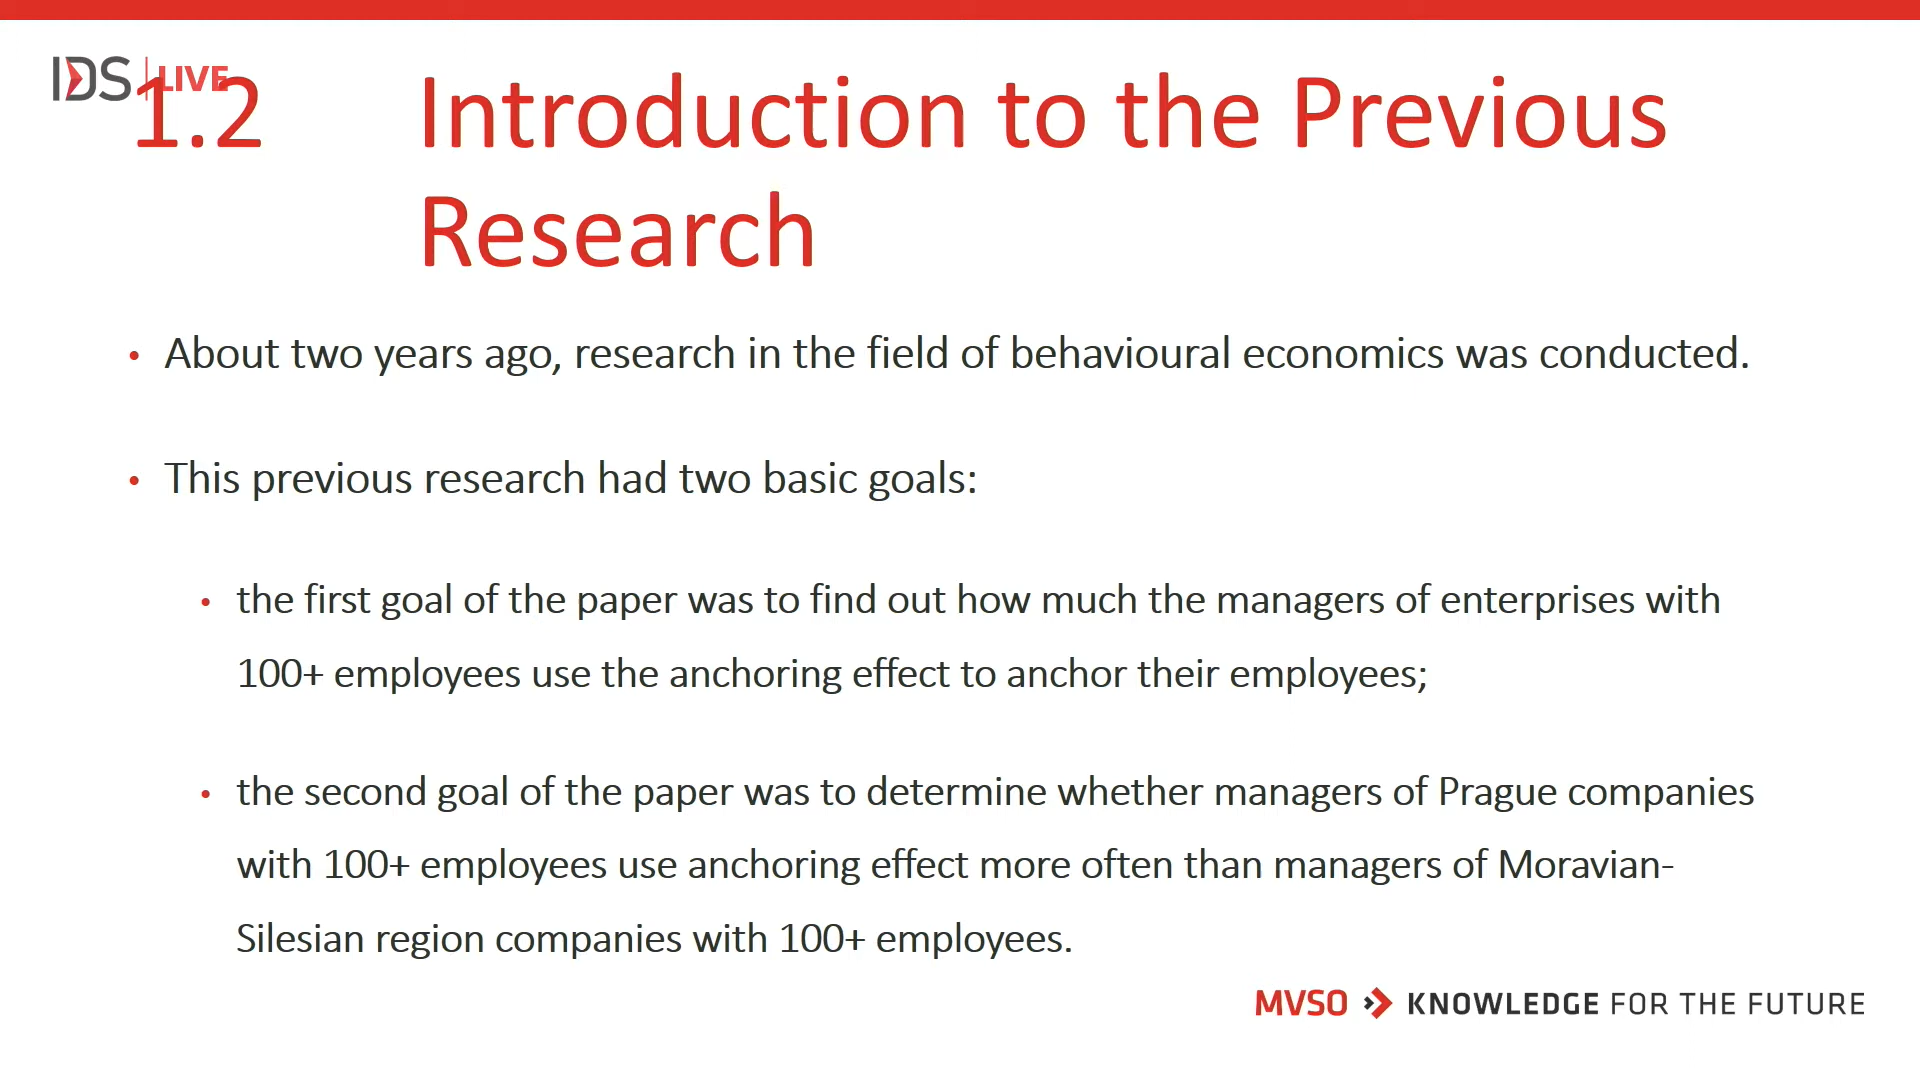 IDS LIVE
1.2 Introduction to the Previous
Research
• About two years ago, research in the field of behavioural economics was conducted.
• This previous research had two basic goals:
• the first goal of the paper was to find out how much the managers of enterprises with
100+ employees use the anchoring effect to anchor their employees;
• the second goal of the paper was to determine whether managers of Prague companies
with 100+ employees use anchoring effect more often than managers of Moravian-
Silesian region companies with 100+ employees.
MVSO KNOWLEDGE FOR THE FUTURE